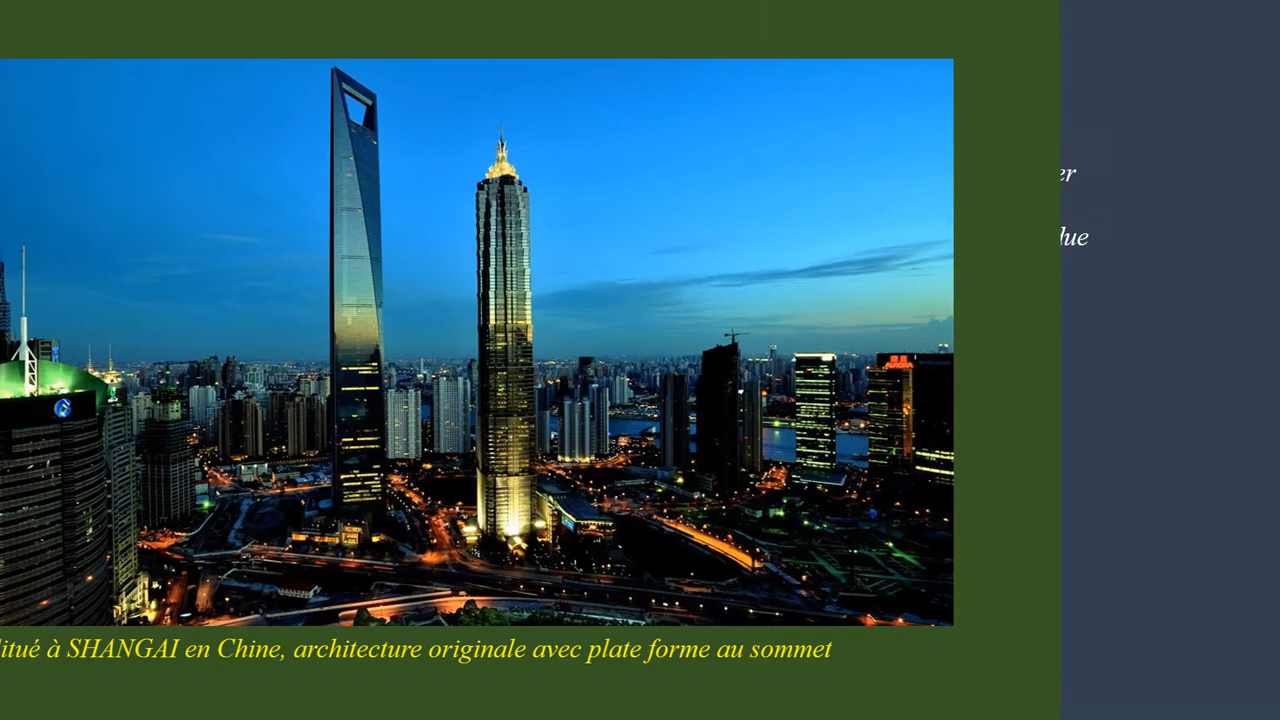 er
lue
itué à SHANGAI en Chine, architecture originale avec plate forme au sommet